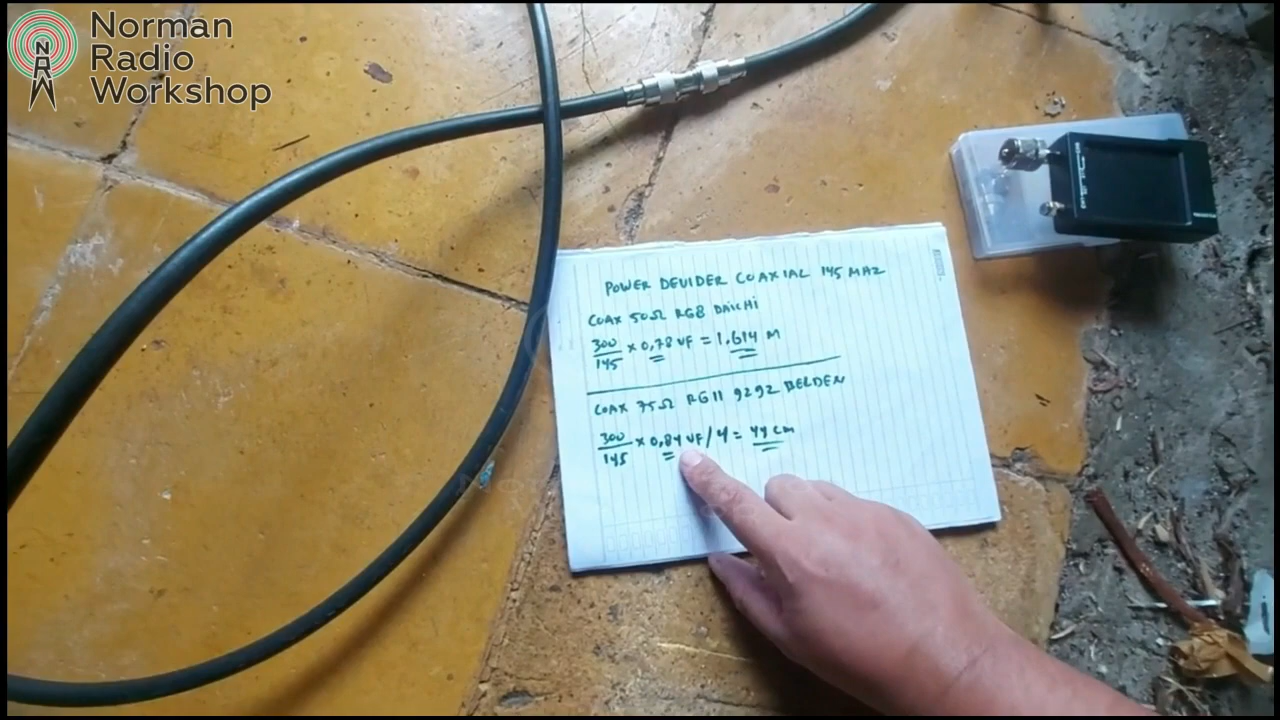 Norman
Radio
Workshop
POWER DEVIDER COAXIAL 145 MHZ
COAX 50Ω RG8 DAICHI
300/145 × 0,78 VF = 1,614 M
COAX 75Ω RG11 9292 BELDEN
300/145 × 0,84 VF / 4 = 44 cm